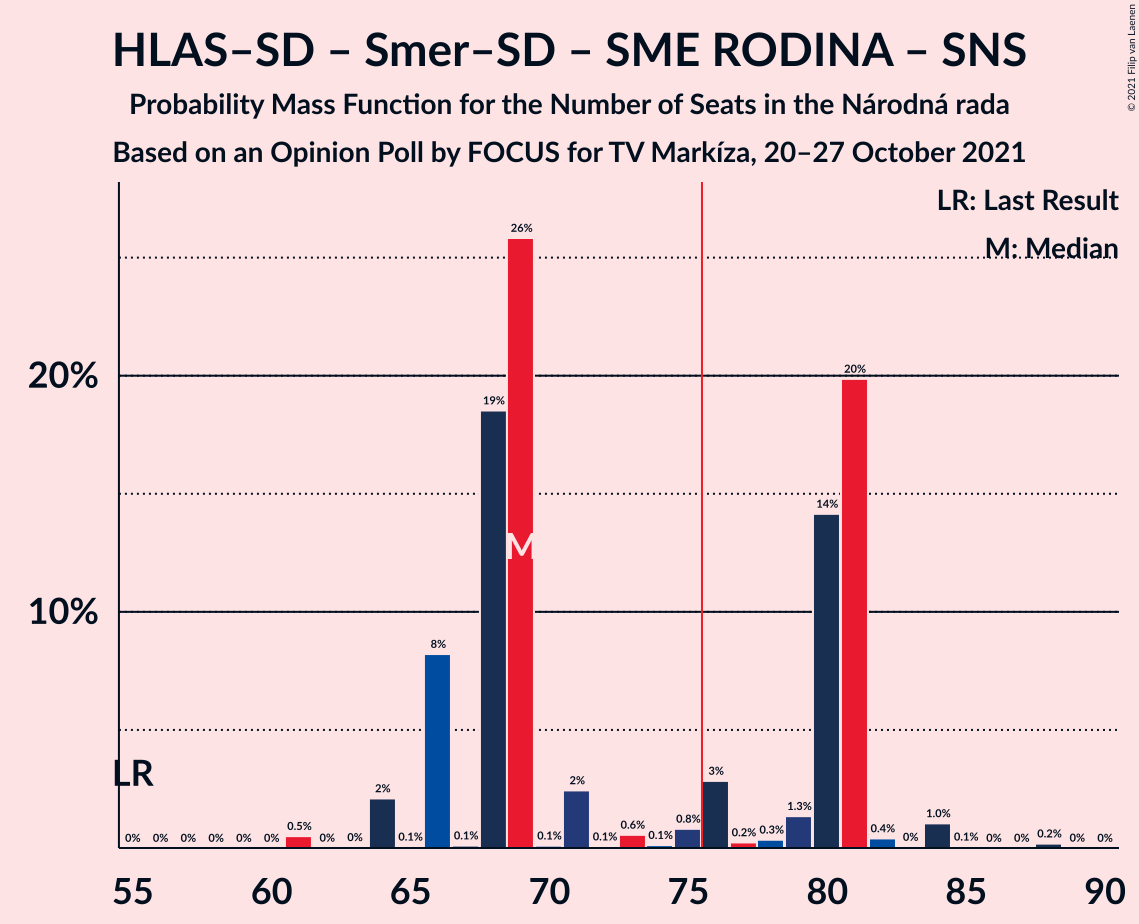 HLAS–SD – Smer–SD – SME RODINA – SNS
Probability Mass Function for the Number of Seats in the Národná rada
Based on an Opinion Poll by FOCUS for TV Markíza, 20–27 October 2021
© 2021 Filip van Laenen
LR: Last Result
M: Median
20%
10%
LR
M
0% 0% 0% 0% 0% 0% 0.5% 0% 0% 2% 0.1% 8% 0.1% 19% 26% 0.1% 2% 0.1% 0.6% 0.1% 0.8% 3% 0.2% 0.3% 1.3% 14% 20% 0.4% 0% 1.0% 0.1% 0% 0% 0.2% 0% 0%
55 60 65 70 75 80 85 90